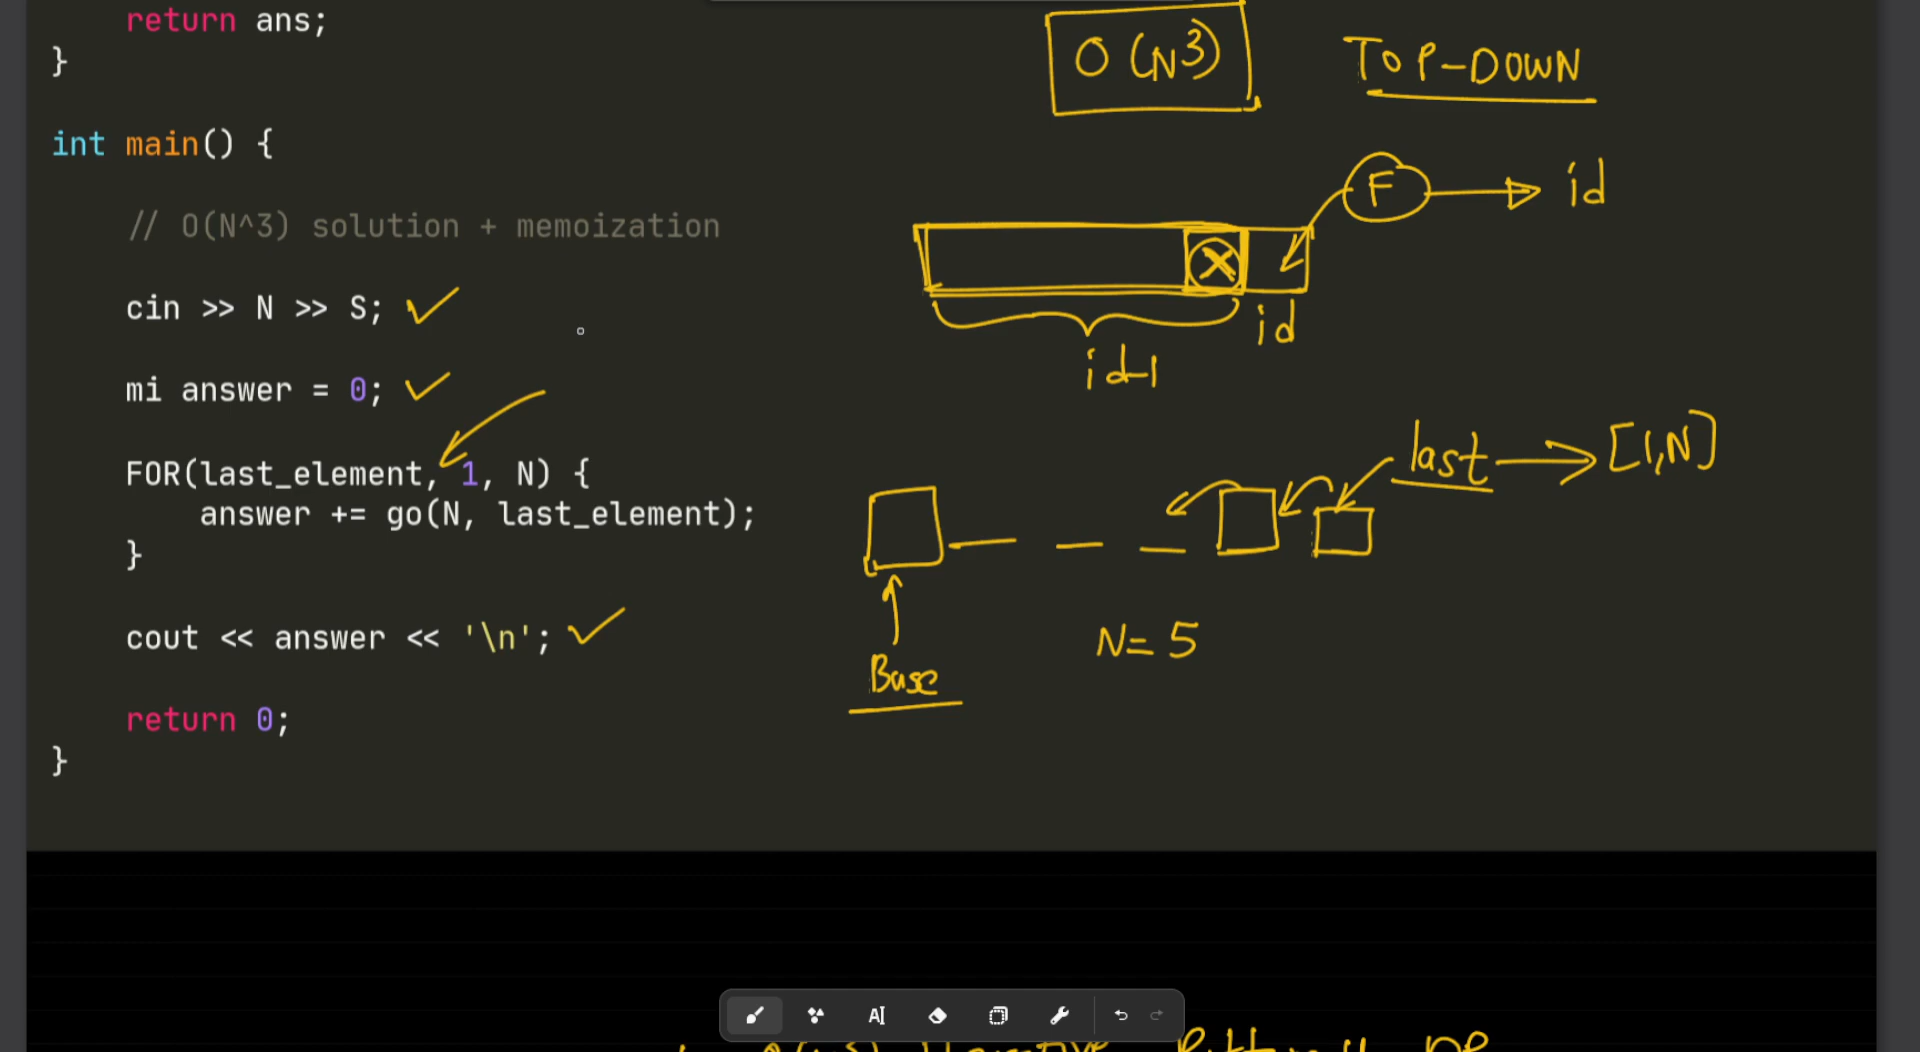 return ans;
}
int main() {
// O(N^3) solution + memoization
cin >> N >> S;
mi answer = 0;
FOR(last_element, 1, N) {
answer += go(N, last_element);
}
cout << answer << '\n';
return 0;
}
O (N³)
TOP-DOWN
F
id
X
id
id-1
last
[1,N]
Base
N=5
AI